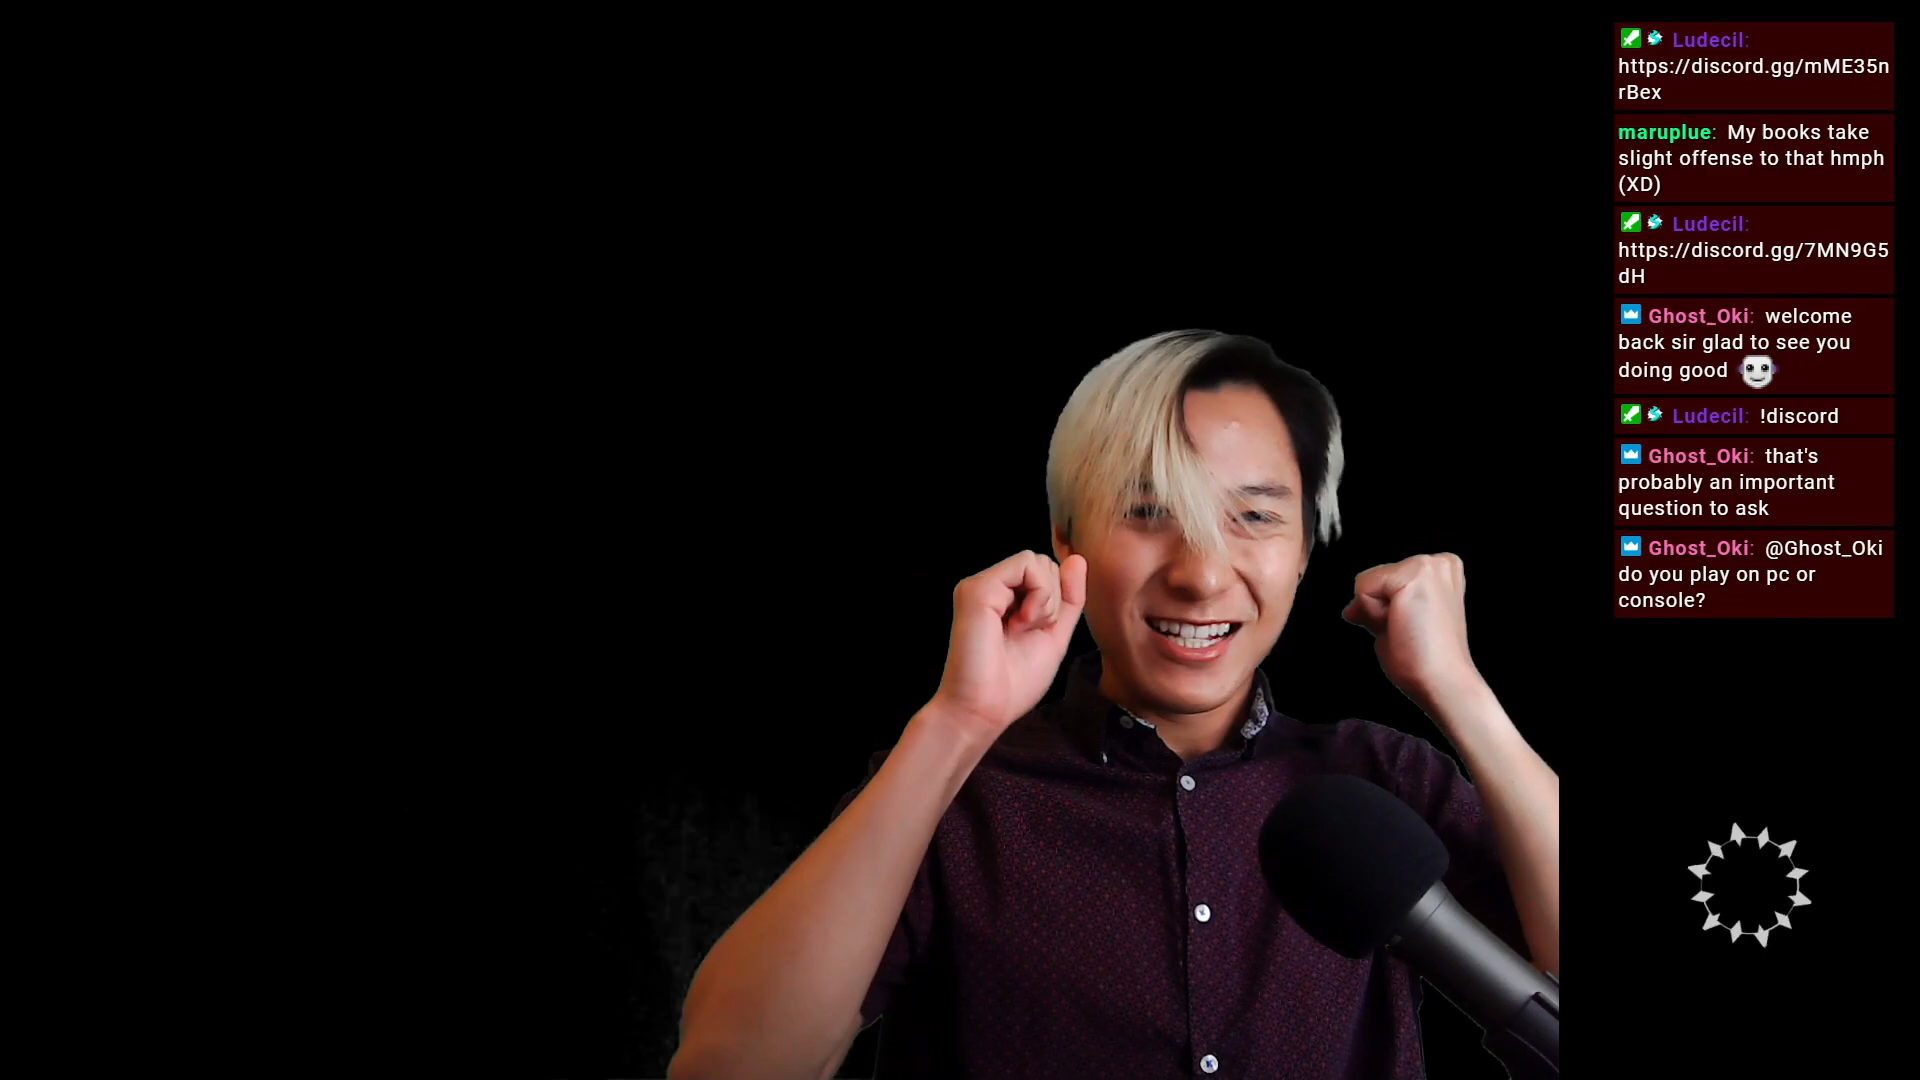 Ludecil:
https://discord.gg/mME35n
rBex
maruplue: My books take
slight offense to that hmph
(XD)
Ludecil:
https://discord.gg/7MN9G5
dH
Ghost_Oki: welcome
back sir glad to see you
doing good
Ludecil: !discord
Ghost_Oki: that's
probably an important
question to ask
Ghost_Oki: @Ghost_Oki
do you play on pc or
console?